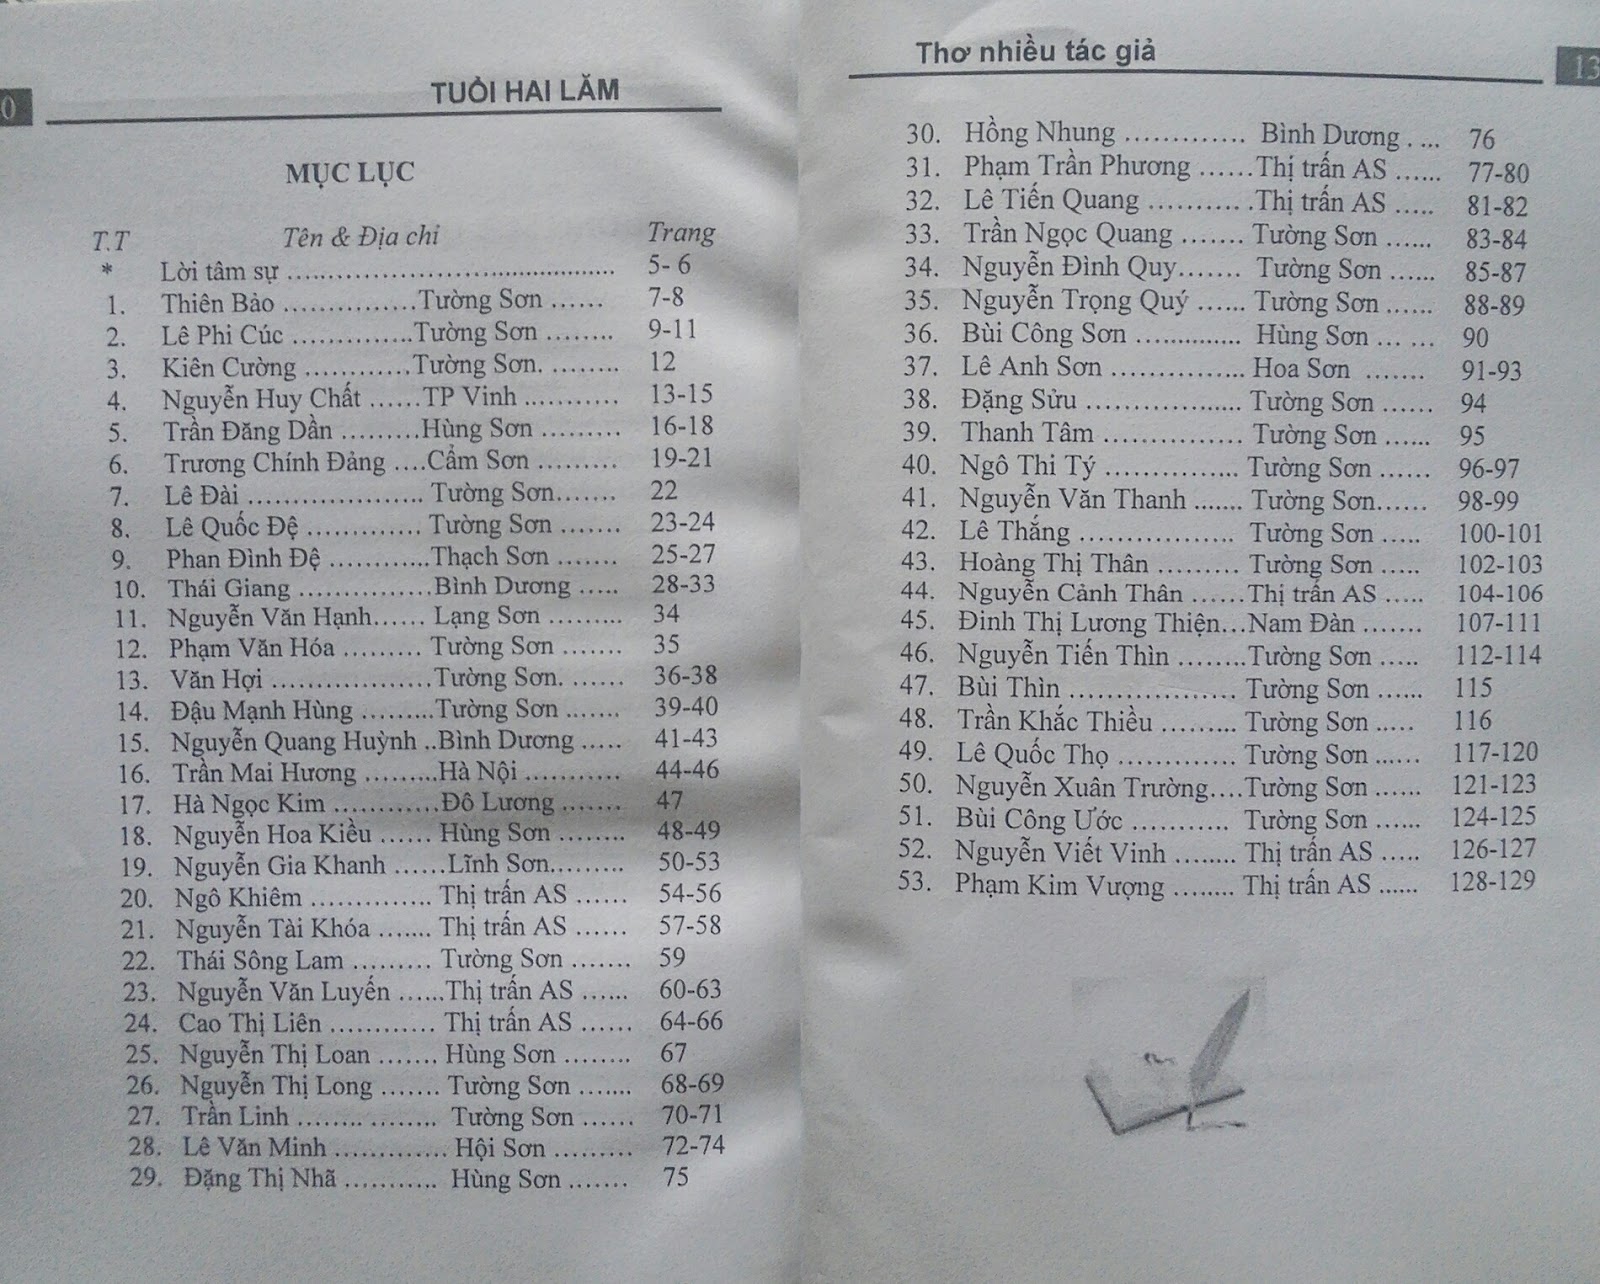 0
TUỔI HAI LĂM
MỤC LỤC
T.T Tên & Địa chỉ Trang
* Lời tâm sự ........................................ 5- 6
1. Thiên Bảo ...............Tường Sơn ...... 7-8
2. Lê Phi Cúc ..............Tường Sơn ........ 9-11
3. Kiên Cường ............Tường Sơn. ........ 12
4. Nguyễn Huy Chất ......TP Vinh ........... 13-15
5. Trần Đăng Dần .........Hùng Sơn ......... 16-18
6. Trương Chính Đảng ....Cẩm Sơn ......... 19-21
7. Lê Đài .................... Tường Sơn....... 22
8. Lê Quốc Đệ ............. Tường Sơn ....... 23-24
9. Phan Đình Đệ ...........Thạch Sơn ....... 25-27
10. Thái Giang ...............Bình Dương ..... 28-33
11. Nguyễn Văn Hạnh...... Lạng Sơn ......... 34
12. Phạm Văn Hóa ......... Tường Sơn ....... 35
13. Văn Hợi ..................Tường Sơn. ...... 36-38
14. Đậu Mạnh Hùng .........Tường Sơn ....... 39-40
15. Nguyễn Quang Huỳnh ..Bình Dương ..... 41-43
16. Trần Mai Hương .........Hà Nội ........... 44-46
17. Hà Ngọc Kim ............Đô Lương ....... 47
18. Nguyễn Hoa Kiều ...... Hùng Sơn ........ 48-49
19. Nguyễn Gia Khanh ......Lĩnh Sơn......... 50-53
20. Ngô Khiêm .............. Thị trấn AS ...... 54-56
21. Nguyễn Tài Khóa ....... Thị trấn AS ...... 57-58
22. Thái Sông Lam ......... Tường Sơn ....... 59
23. Nguyễn Văn Luyến ......Thị trấn AS ...... 60-63
24. Cao Thị Liên ............ Thị trấn AS ...... 64-66
25. Nguyễn Thị Loan ....... Hùng Sơn ........ 67
26. Nguyễn Thị Long ....... Tường Sơn ....... 68-69
27. Trần Linh ........ ........ Tường Sơn ....... 70-71
28. Lê Văn Minh ............. Hội Sơn ......... 72-74
29. Đặng Thị Nhã ........... Hùng Sơn ....... 75
Thơ nhiều tác giả
13
30. Hồng Nhung ............. Bình Dương . ... 76
31. Phạm Trần Phương ......Thị trấn AS ...... 77-80
32. Lê Tiến Quang ......... .Thị trấn AS ..... 81-82
33. Trần Ngọc Quang ....... Tường Sơn ...... 83-84
34. Nguyễn Đình Quy....... Tường Sơn ...... 85-87
35. Nguyễn Trọng Quý ...... Tường Sơn ...... 88-89
36. Bùi Công Sơn ............. Hùng Sơn ... ... 90
37. Lê Anh Sơn ............... Hoa Sơn ....... 91-93
38. Đặng Sửu ................. Tường Sơn ...... 94
39. Thanh Tâm ................ Tường Sơn ...... 95
40. Ngô Thi Tý ............... Tường Sơn ...... 96-97
41. Nguyễn Văn Thanh ....... Tường Sơn...... 98-99
42. Lê Thắng .................. Tường Sơn ..... 100-101
43. Hoàng Thị Thân ......... Tường Sơn ..... 102-103
44. Nguyễn Cảnh Thân ......Thị trấn AS ..... 104-106
45. Đinh Thị Lương Thiện...Nam Đàn ....... 107-111
46. Nguyễn Tiến Thìn ........Tường Sơn ..... 112-114
47. Bùi Thìn .................. Tường Sơn ...... 115
48. Trần Khắc Thiều ......... Tường Sơn ..... 116
49. Lê Quốc Thọ ............. Tường Sơn ...... 117-120
50. Nguyễn Xuân Trường....Tường Sơn ...... 121-123
51. Bùi Công Ước ........... Tường Sơn ...... 124-125
52. Nguyễn Viết Vinh ........ Thị trấn AS ..... 126-127
53. Phạm Kim Vượng ........ Thị trấn AS ...... 128-129